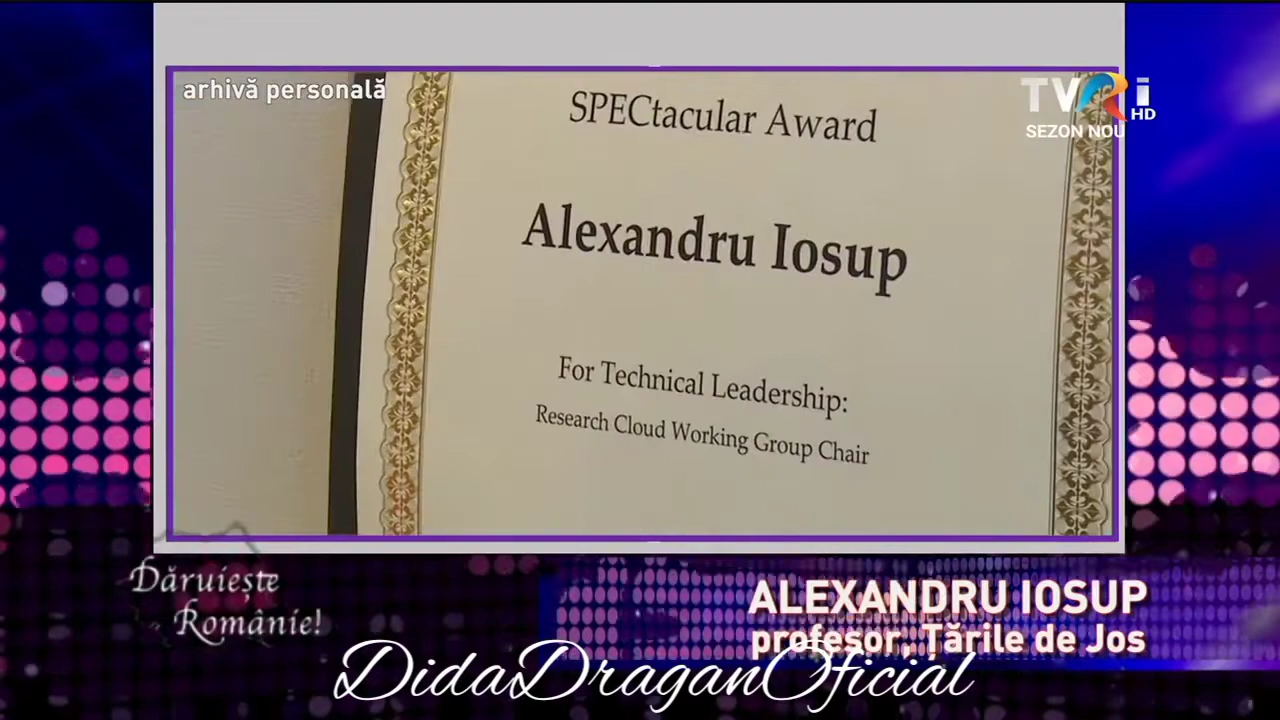 arhivă personală
TVRi
HD
SEZON NOU
SPECtacular Award
Alexandru Iosup
For Technical Leadership:
Research Cloud Working Group Chair
Dăruiește
Românie!
ALEXANDRU IOSUP
profesor, Țările de Jos
DidaDraganOficial